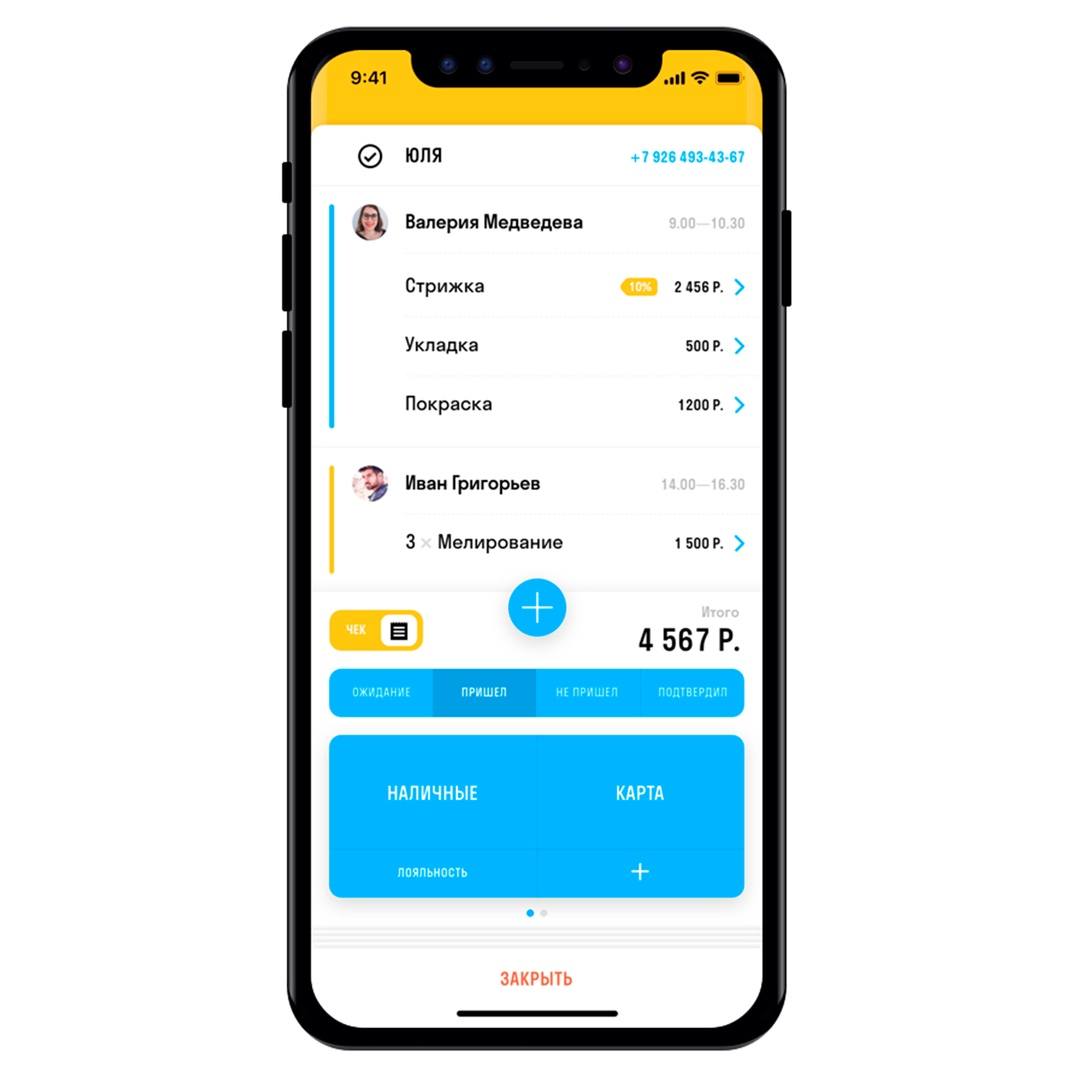 9:41
ЮЛЯ +7 926 493-43-67
Валерия Медведева 9.00—10.30
Стрижка 10% 2 456 Р.
Укладка 500 Р.
Покраска 1200 Р.
Иван Григорьев 14.00—16.30
3 × Мелирование 1 500 Р.
Итого
ЧЕК 4 567 Р.
ОЖИДАНИЕ ПРИШЕЛ НЕ ПРИШЕЛ ПОДТВЕРДИЛ
НАЛИЧНЫЕ КАРТА
ЛОЯЛЬНОСТЬ +
ЗАКРЫТЬ